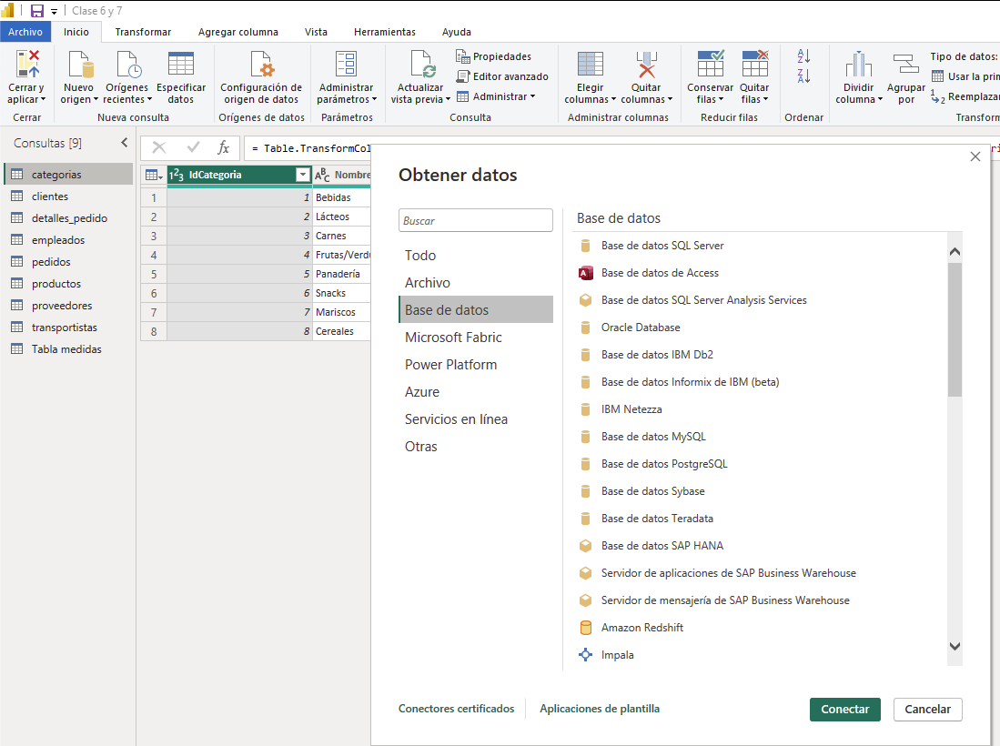 Clase 6 y 7
Archivo Inicio Transformar Agregar columna Vista Herramientas Ayuda
Cerrar y aplicar
Nuevo origen
Orígenes recientes
Especificar datos
Configuración de origen de datos
Administrar parámetros
Actualizar vista previa
Propiedades
Editor avanzado
Administrar
Elegir columnas
Quitar columnas
Conservar filas
Quitar filas
A Z
Z A
Dividir columna
Agrupar por
Tipo de datos:
Usar la prim
1 2 Reemplazar
Cerrar
Nueva consulta
Orígenes de datos
Parámetros
Consulta
Administrar columnas
Reducir filas
Ordenar
Transform
Consultas [9]
categorias
clientes
detalles_pedido
empleados
pedidos
productos
proveedores
transportistas
Tabla medidas
fx
= Table.TransformCol
123 IdCategoria ABC Nombre
1 1 Bebidas
2 2 Lácteos
3 3 Carnes
4 4 Frutas/Verdu
5 5 Panadería
6 6 Snacks
7 7 Mariscos
8 8 Cereales
Obtener datos
Buscar
Todo
Archivo
Base de datos
Microsoft Fabric
Power Platform
Azure
Servicios en línea
Otras
Base de datos
Base de datos SQL Server
A Base de datos de Access
Base de datos SQL Server Analysis Services
Oracle Database
Base de datos IBM Db2
Base de datos Informix de IBM (beta)
IBM Netezza
Base de datos MySQL
Base de datos PostgreSQL
Base de datos Sybase
Base de datos Teradata
Base de datos SAP HANA
Servidor de aplicaciones de SAP Business Warehouse
Servidor de mensajería de SAP Business Warehouse
Amazon Redshift
Impala
Conectores certificados
Aplicaciones de plantilla
Conectar
Cancelar